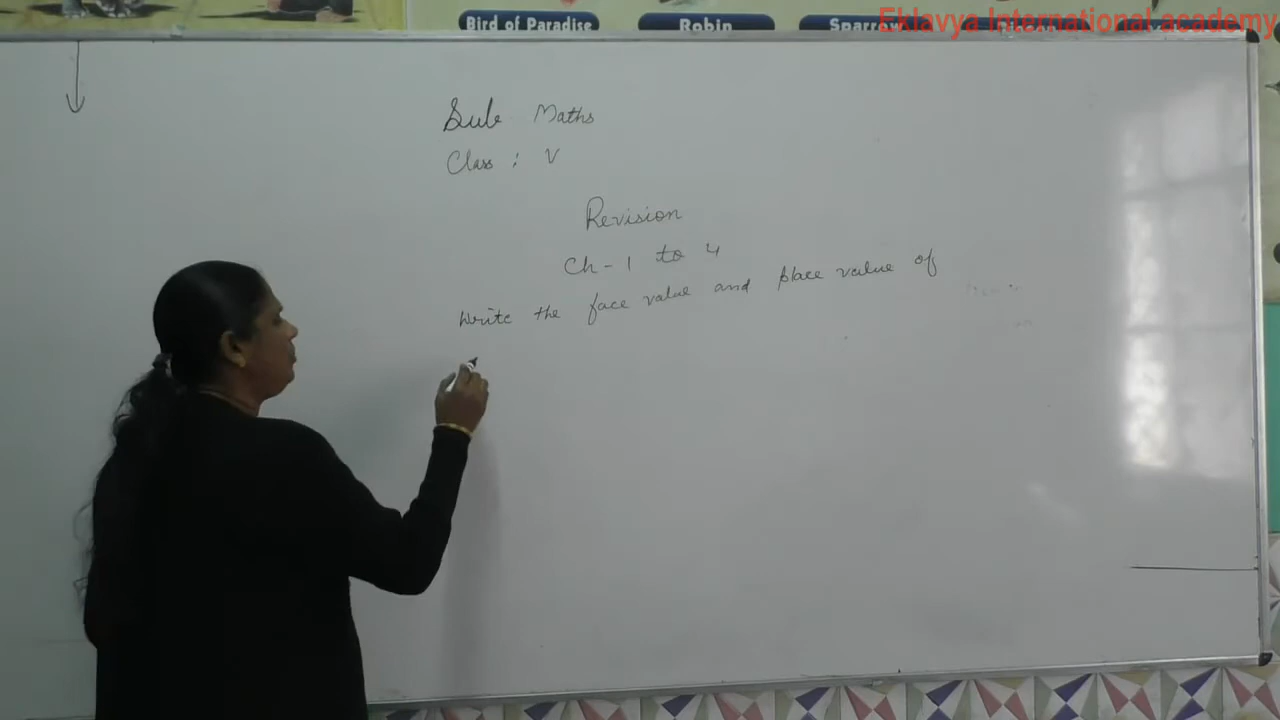 Bird of Paradise
Robin
Sparrow
Eklavya International academy
Sub Maths
Class : V
Revision
Ch - 1 to 4
Write the face value and place value of